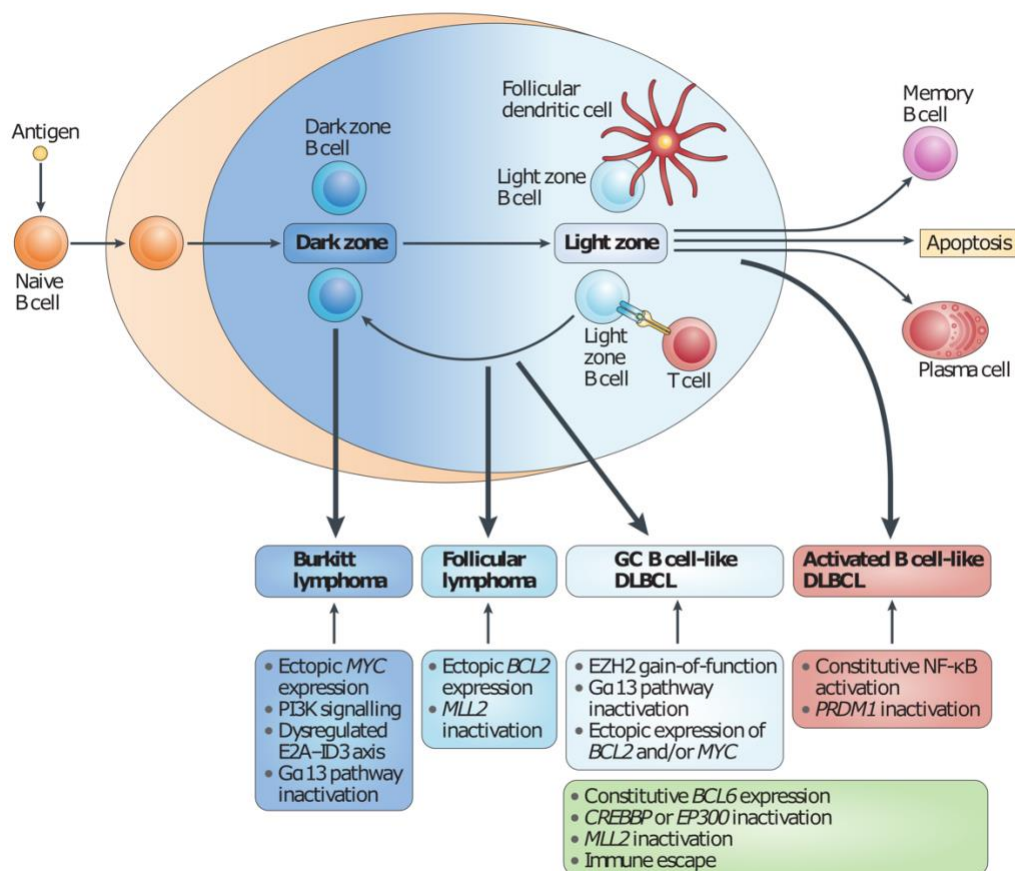 Antigen
Naive
B cell
Dark zone
B cell
Dark zone
Follicular
dendritic cell
Light zone
B cell
Light zone
Light
zone
B cell
T cell
Memory
B cell
Apoptosis
Plasma cell
Burkitt
lymphoma
• Ectopic MYC
expression
• PI3K signalling
• Dysregulated
E2A–ID3 axis
• Gα13 pathway
inactivation
Follicular
lymphoma
• Ectopic BCL2
expression
• MLL2
inactivation
GC B cell-like
DLBCL
• EZH2 gain-of-function
• Gα13 pathway
inactivation
• Ectopic expression of
BCL2 and/or MYC
Activated B cell-like
DLBCL
• Constitutive NF-κB
activation
• PRDM1 inactivation
• Constitutive BCL6 expression
• CREBBP or EP300 inactivation
• MLL2 inactivation
• Immune escape